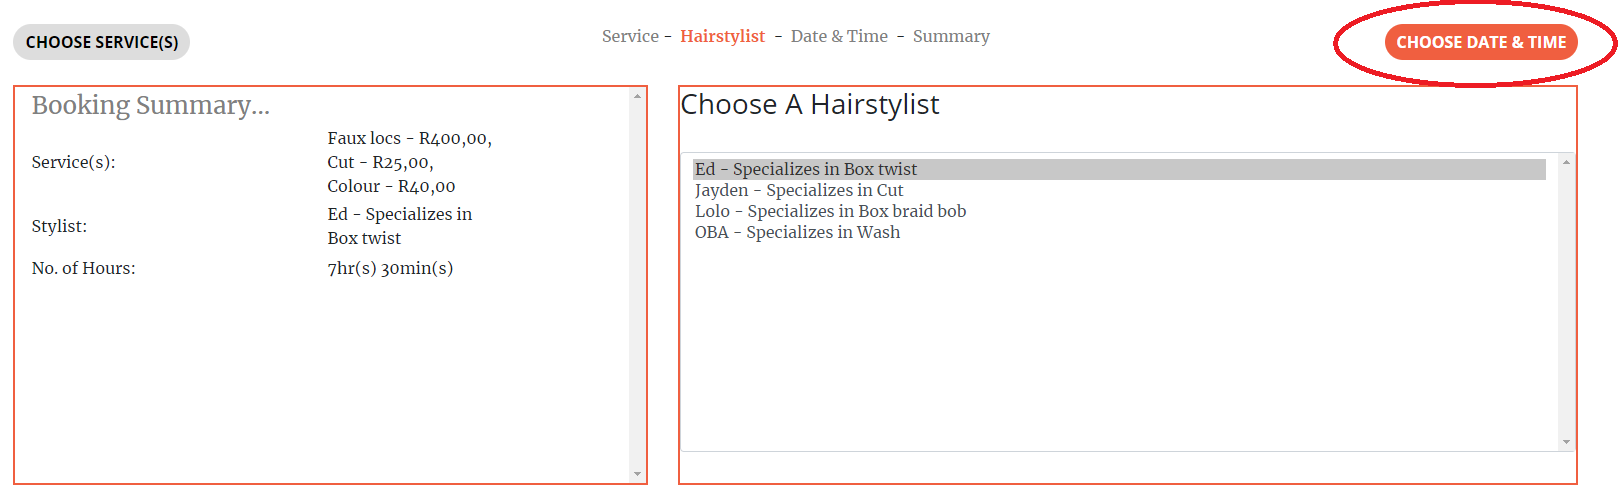 CHOOSE SERVICE(S)
Service - Hairstylist - Date & Time - Summary
CHOOSE DATE & TIME
Booking Summary...
Service(s):
Faux locs - R400,00,
Cut - R25,00,
Colour - R40,00
Stylist:
Ed - Specializes in
Box twist
No. of Hours:
7hr(s) 30min(s)
Choose A Hairstylist
Ed - Specializes in Box twist
Jayden - Specializes in Cut
Lolo - Specializes in Box braid bob
OBA - Specializes in Wash